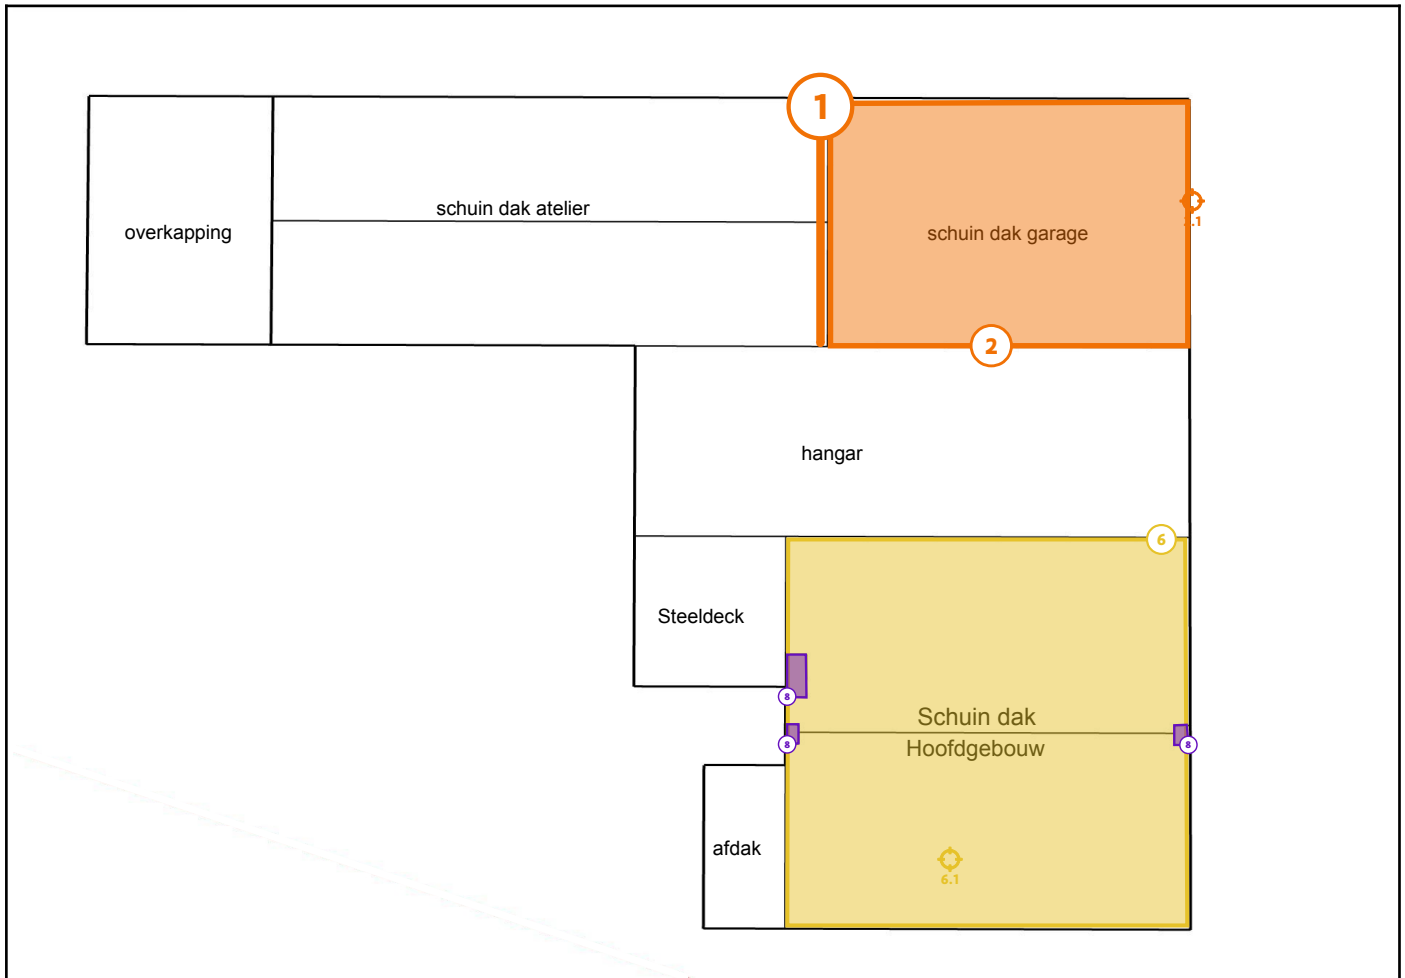 1
schuin dak atelier
overkapping
schuin dak garage
2
hangar
6
Steeldeck
8
Schuin dak
8
8
Hoofdgebouw
afdak
6.1